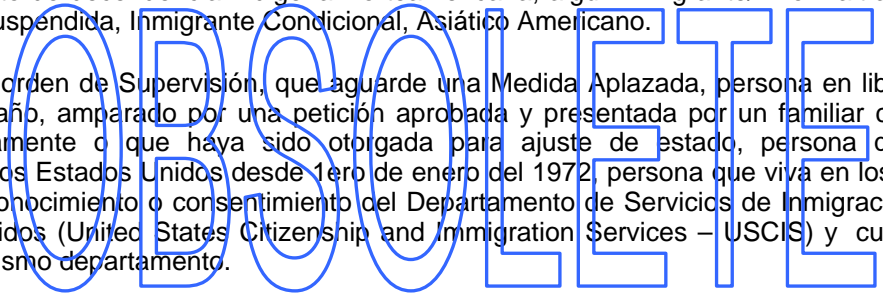 uspendida, Inmigrante Condicional, Asiático Americano.
orden de Supervisión, que aguarde una Medida Aplazada, persona en lib
año, amparado por una petición aprobada y presentada por un familiar
amente o que haya sido otorgada para ajuste de estado, persona
os Estados Unidos desde 1ero de enero del 1972, persona que viva en los
onocimiento o consentimiento del Departamento de Servicios de Inmigrac
idos (United States Citizenship and Immigration Services – USCIS) y cu
ismo departamento.
OBSOLETE